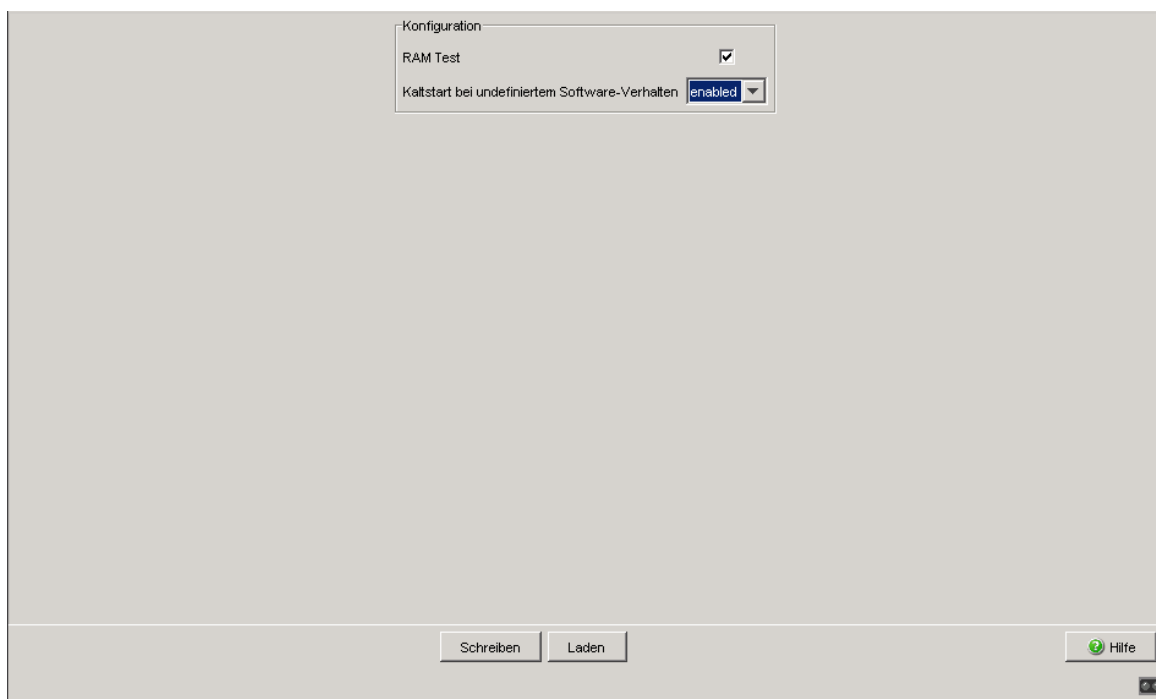 Konfiguration
RAM Test
Kaltstart bei undefiniertem Software-Verhalten enabled
Schreiben Laden Hilfe